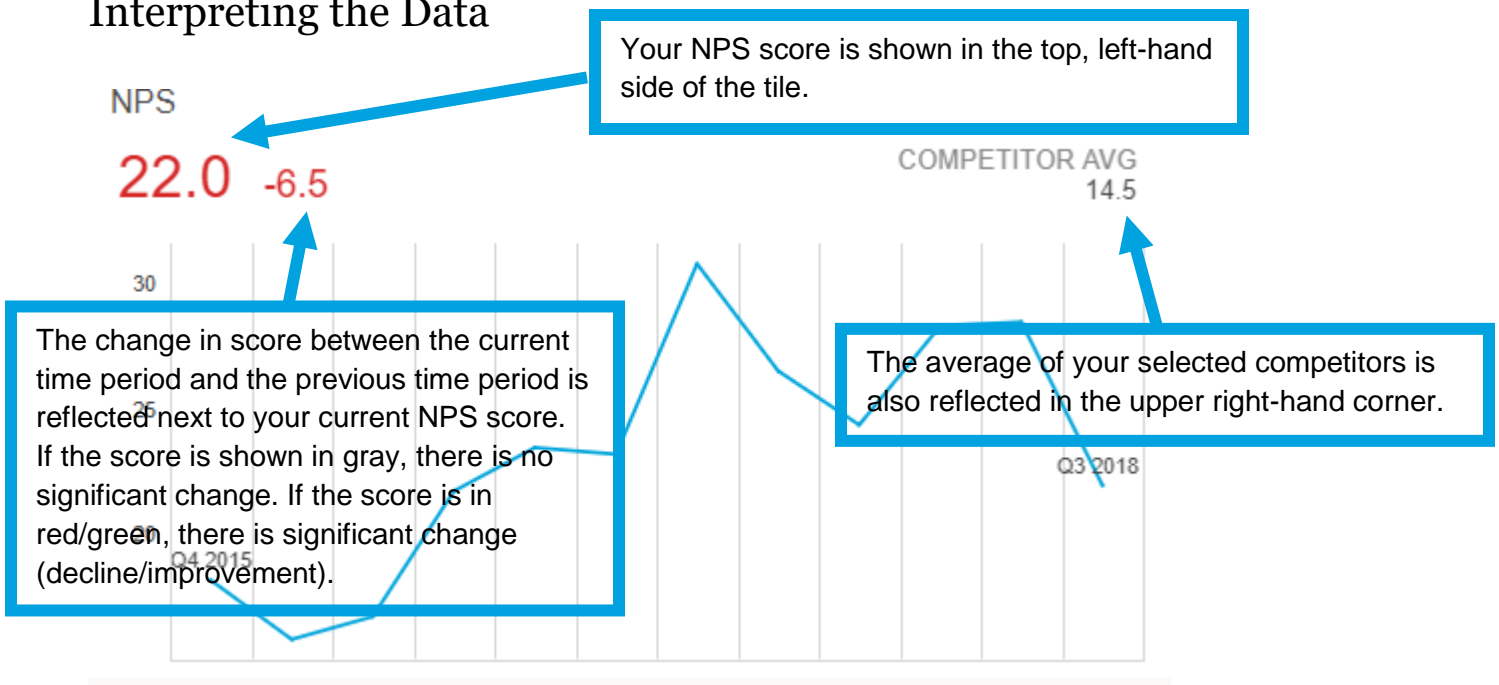 Interpreting the Data
Your NPS score is shown in the top, left-hand
side of the tile.
NPS
22.0 -6.5
COMPETITOR AVG
14.5
30
The change in score between the current
time period and the previous time period is
reflected next to your current NPS score.
If the score is shown in gray, there is no
significant change. If the score is in
red/green, there is significant change
(decline/improvement).
25
20
Q4 2015
The average of your selected competitors is
also reflected in the upper right-hand corner.
Q3 2018